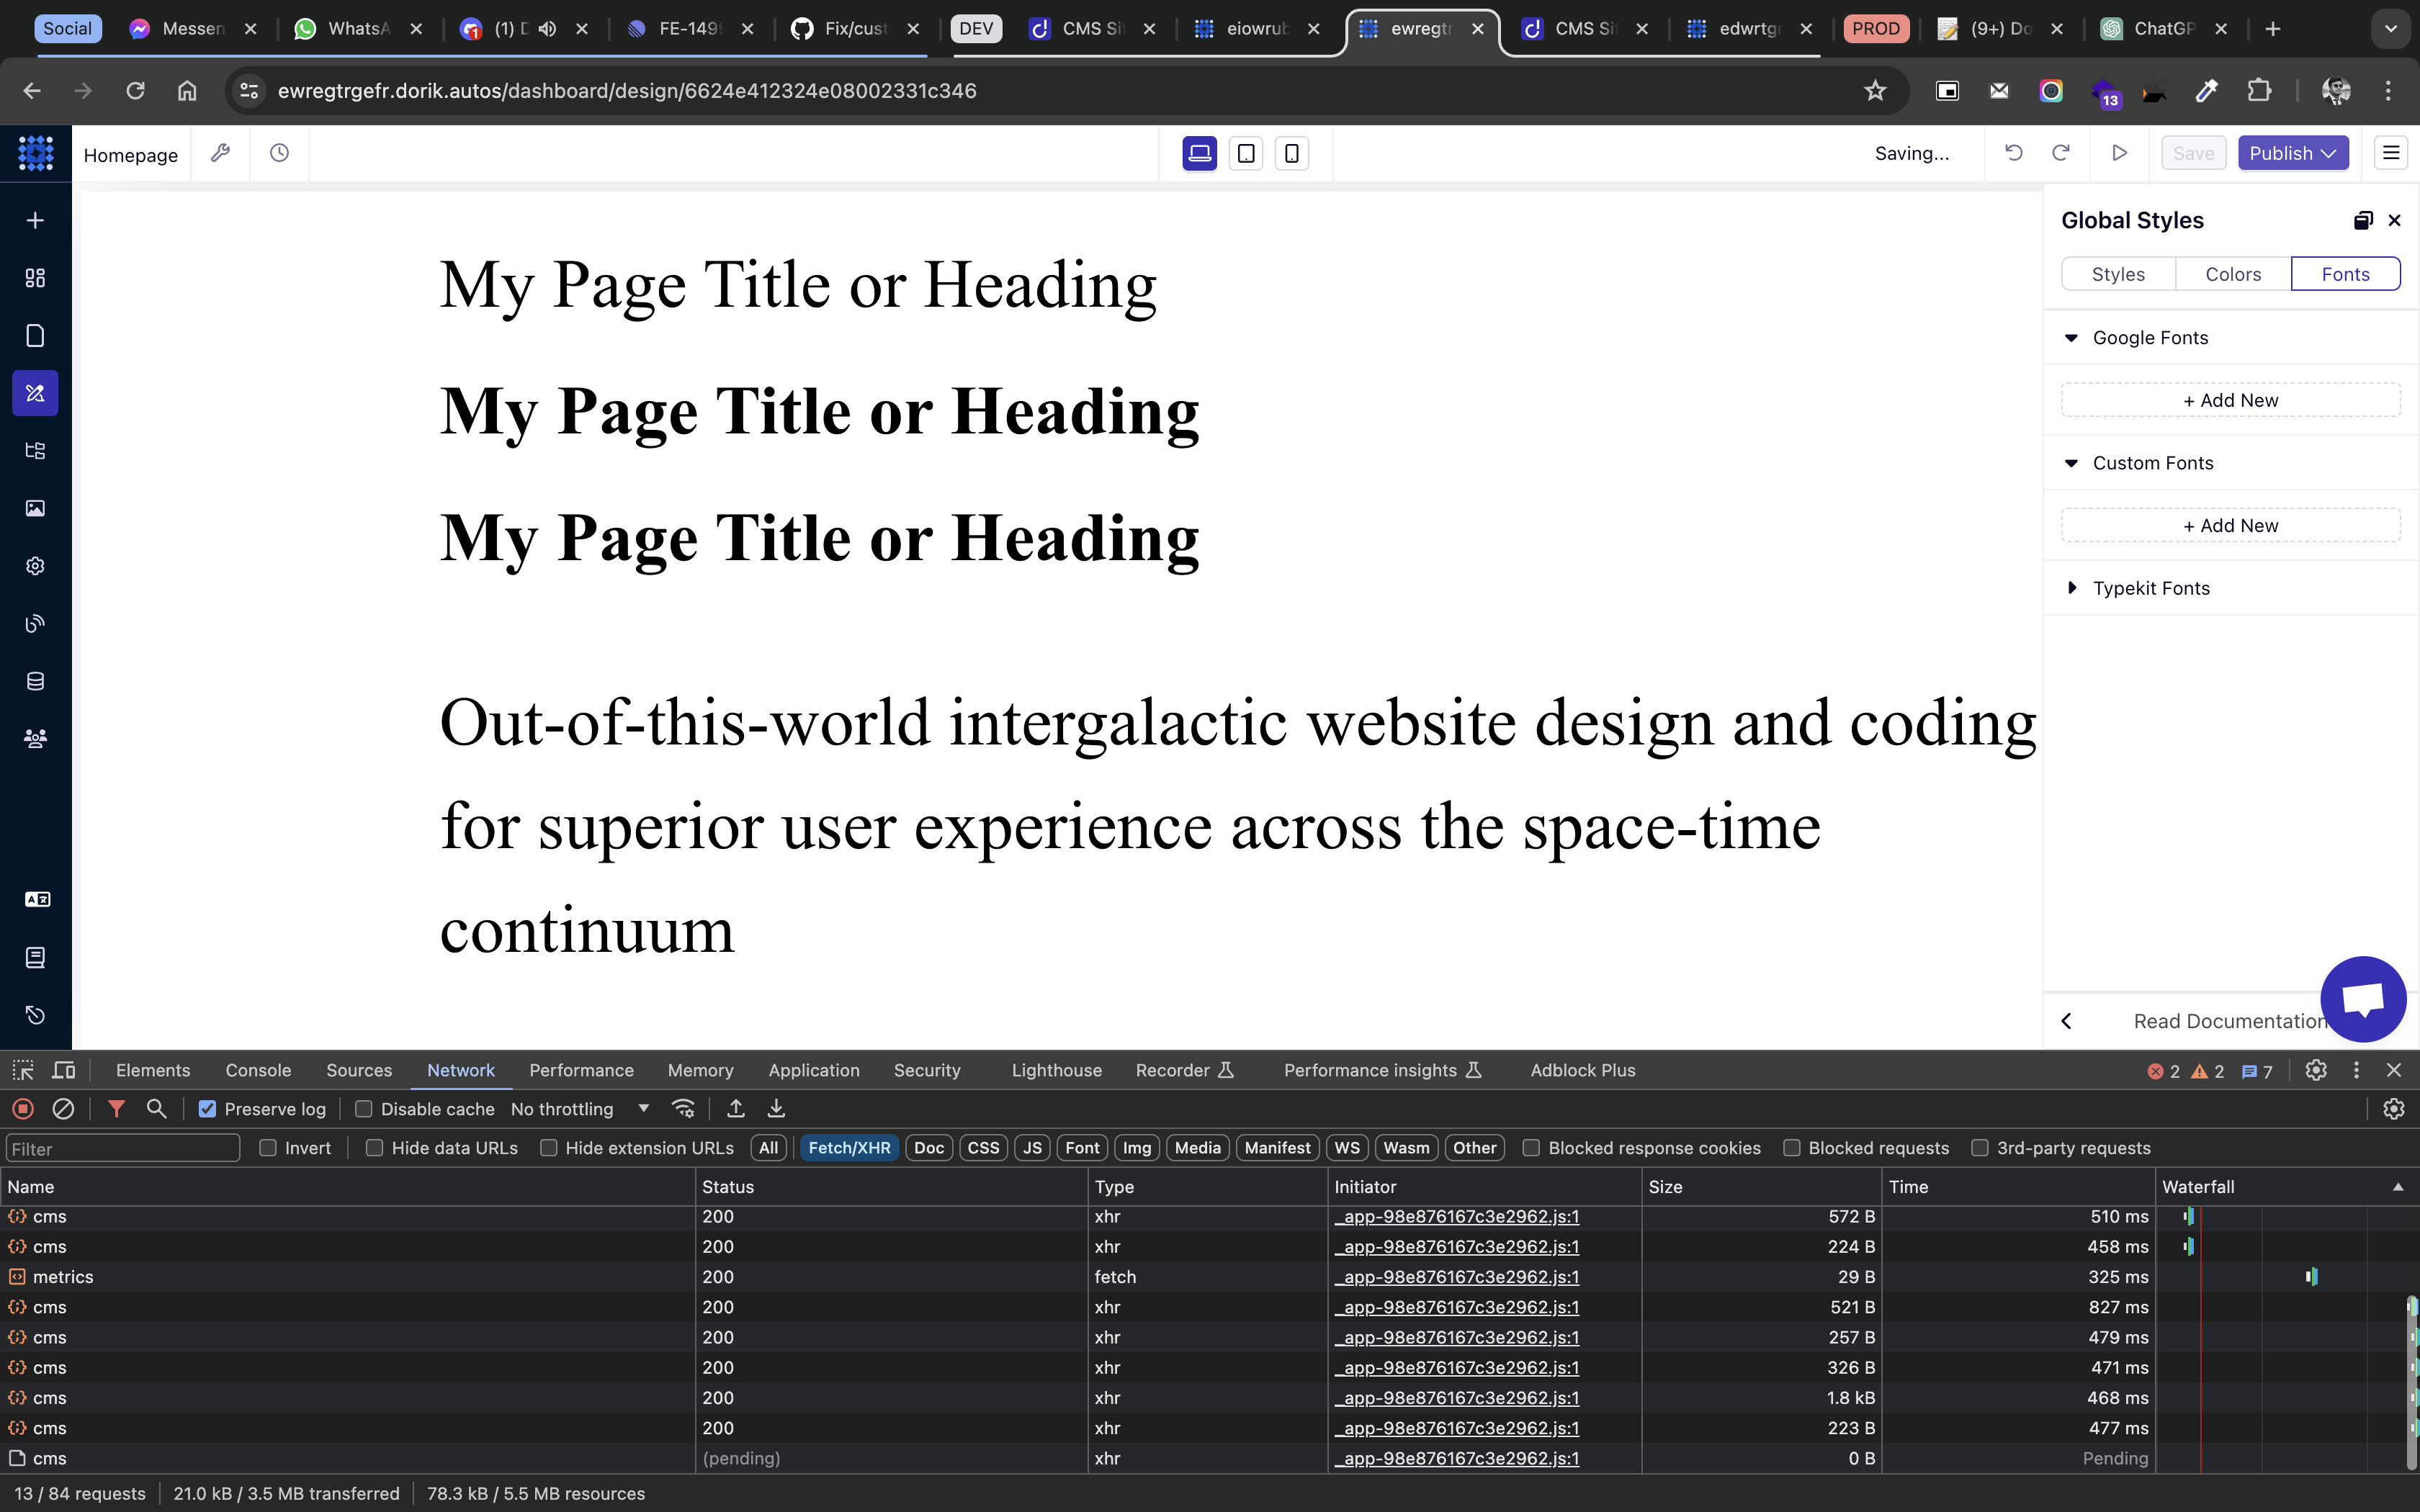 Social Messen WhatsA (1) D FE-149 Fix/cust DEV CMS Si eiowrub ewregtr CMS Si edwrtgr PROD (9+) Do ChatGP
ewregtrgefr.dorik.autos/dashboard/design/6624e412324e08002331c346
13
Homepage
Saving...
Save
Publish
My Page Title or Heading
My Page Title or Heading
My Page Title or Heading
Out-of-this-world intergalactic website design and coding
for superior user experience across the space-time
continuum
Global Styles
Styles Colors Fonts
Google Fonts
+ Add New
Custom Fonts
+ Add New
Typekit Fonts
Read Documentation
Elements Console Sources Network Performance Memory Application Security Lighthouse Recorder Performance insights Adblock Plus 2 2 7
Preserve log Disable cache No throttling
Filter Invert Hide data URLs Hide extension URLs All Fetch/XHR Doc CSS JS Font Img Media Manifest WS Wasm Other Blocked response cookies Blocked requests 3rd-party requests
Name Status Type Initiator Size Time Waterfall
cms 200 xhr _app-98e876167c3e2962.js:1 572 B 510 ms
cms 200 xhr _app-98e876167c3e2962.js:1 224 B 458 ms
metrics 200 fetch _app-98e876167c3e2962.js:1 29 B 325 ms
cms 200 xhr _app-98e876167c3e2962.js:1 521 B 827 ms
cms 200 xhr _app-98e876167c3e2962.js:1 257 B 479 ms
cms 200 xhr _app-98e876167c3e2962.js:1 326 B 471 ms
cms 200 xhr _app-98e876167c3e2962.js:1 1.8 kB 468 ms
cms 200 xhr _app-98e876167c3e2962.js:1 223 B 477 ms
cms (pending) xhr _app-98e876167c3e2962.js:1 0 B Pending
13 / 84 requests 21.0 kB / 3.5 MB transferred 78.3 kB / 5.5 MB resources